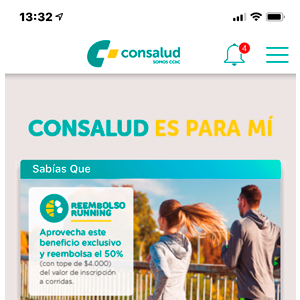 13:32
consalud
SOMOS CChC
4
CONSALUD ES PARA MÍ
Sabías Que
REEMBOLSO
RUNNING
Aprovecha este
beneficio exclusivo
y reembolsa el 50%
(con tope de $4.000)
del valor de inscripción
a corridas.